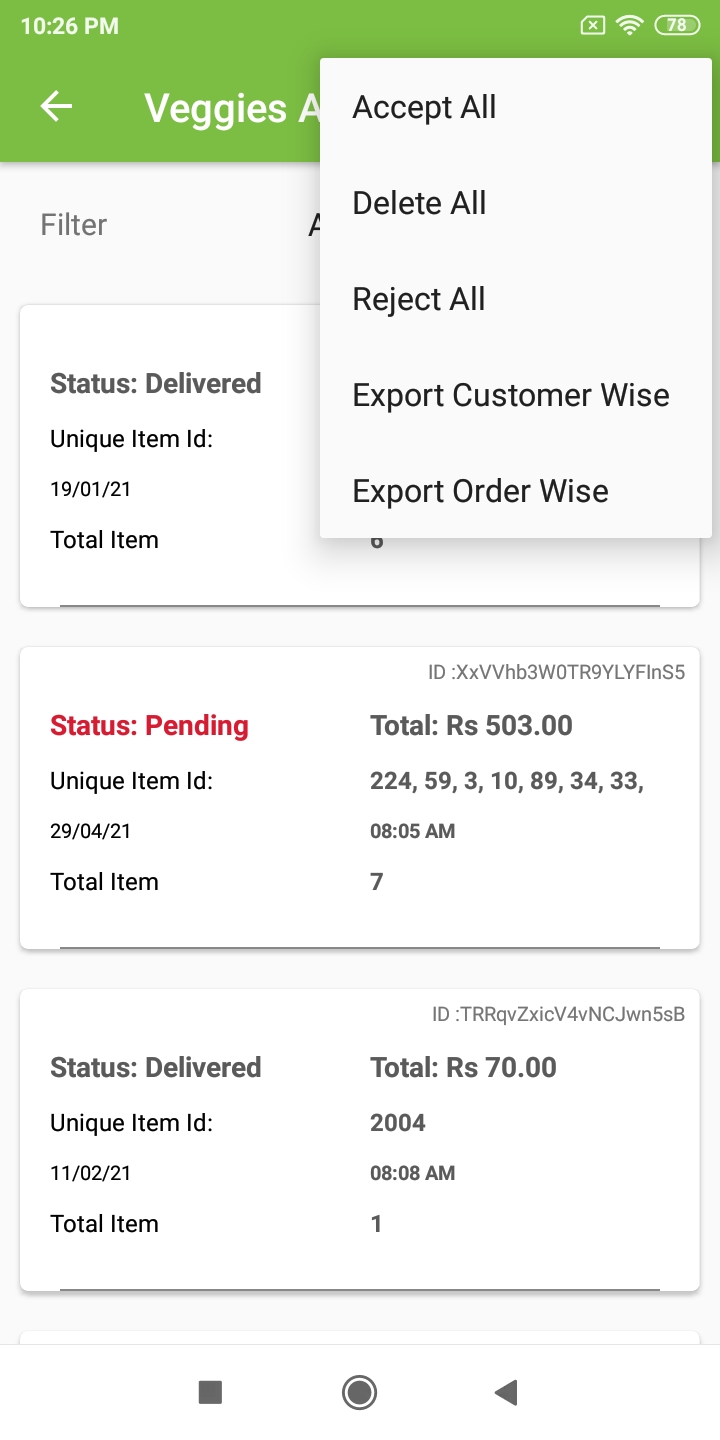 10:26 PM
78
Veggies A
Accept All
Delete All
Reject All
Export Customer Wise
Export Order Wise
Filter
Status: Delivered
Unique Item Id:
19/01/21
Total Item 6
ID :XxVVhb3W0TR9YLYFInS5
Status: Pending Total: Rs 503.00
Unique Item Id: 224, 59, 3, 10, 89, 34, 33,
29/04/21 08:05 AM
Total Item 7
ID :TRRqvZxicV4vNCJwn5sB
Status: Delivered Total: Rs 70.00
Unique Item Id: 2004
11/02/21 08:08 AM
Total Item 1